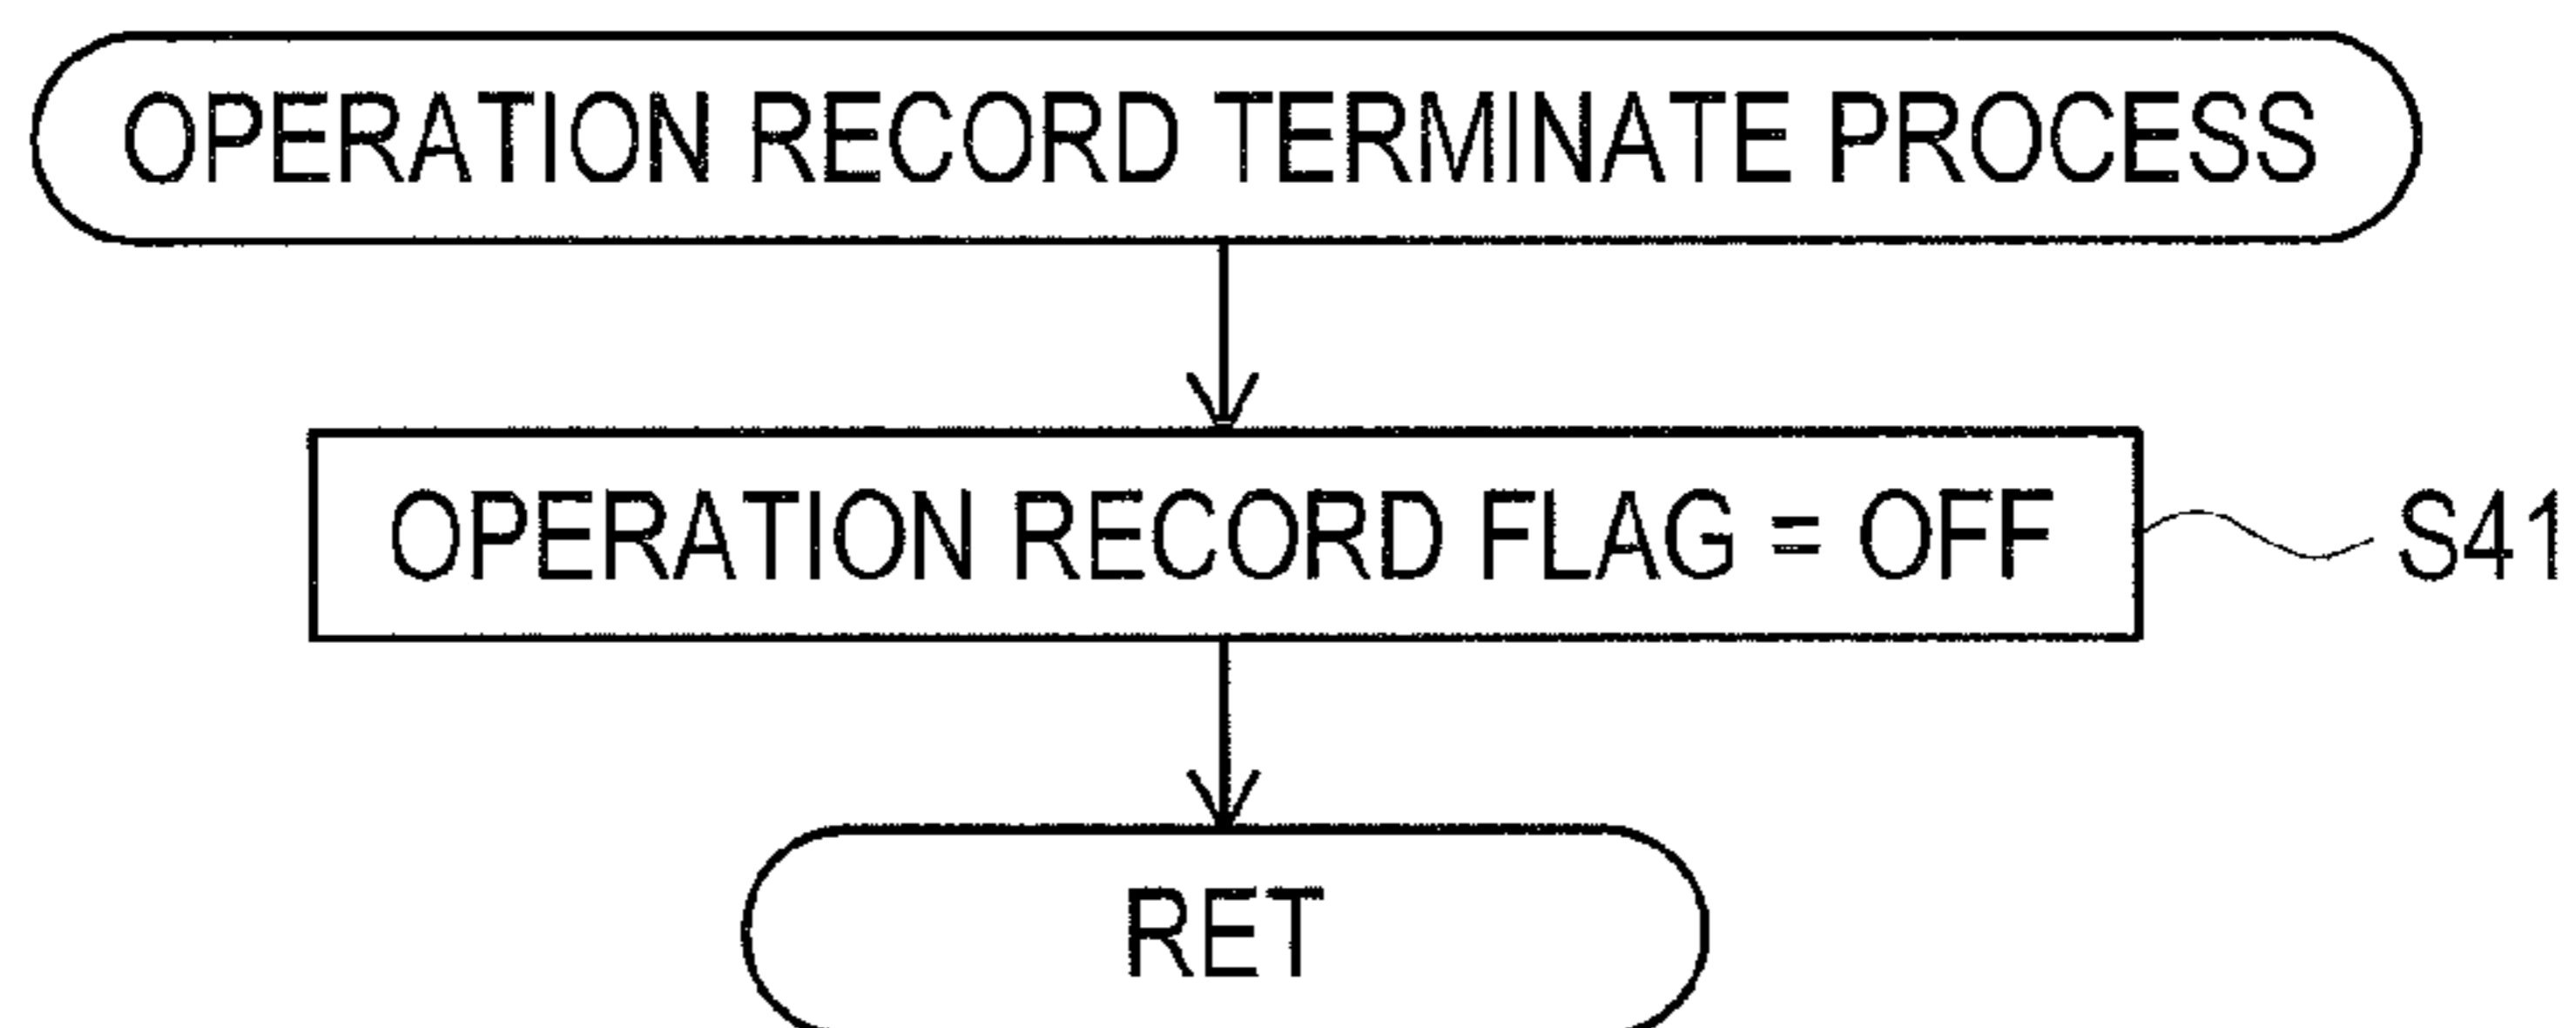 OPERATION RECORD TERMINATE PROCESS
OPERATION RECORD FLAG = OFF
S41
RET